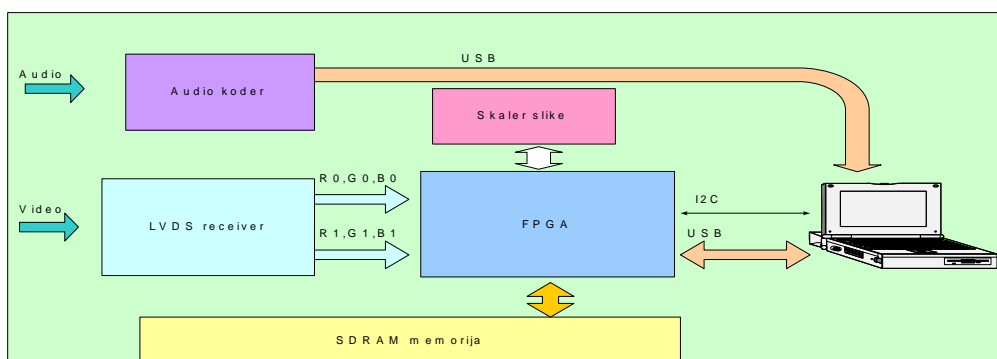 USB
Audio
Audio koder
Skaler slike
R0,G0,B0
I2C
Video
LVDS receiver
FPGA
R1,G1,B1
USB
SDRAM memorija